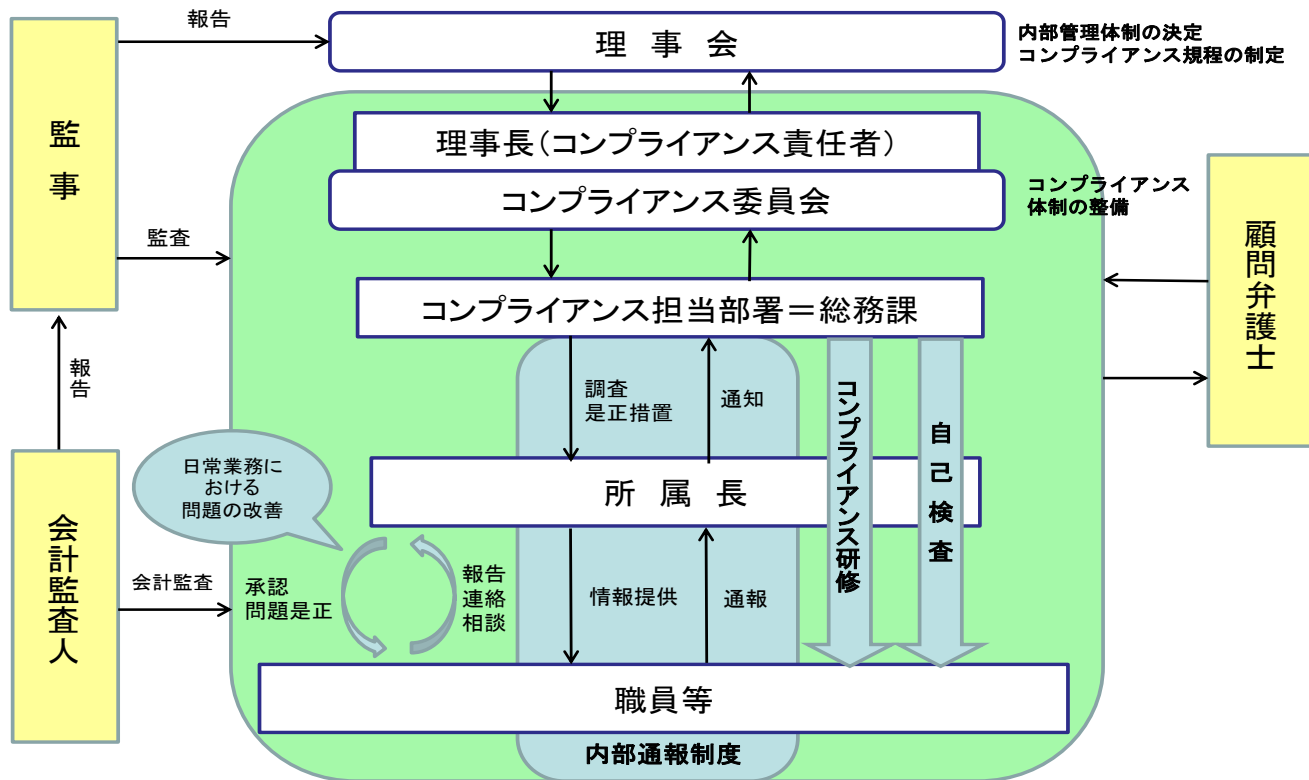 報告
理事会
内部管理体制の決定
コンプライアンス規程の制定
監事
理事長（コンプライアンス責任者）
コンプライアンス委員会
コンプライアンス
体制の整備
監査
顧問弁護士
コンプライアンス担当部署＝総務課
報告
調査
是正措置
通知
コンプライアンス研修
自己検査
日常業務に
おける
問題の改善
所属長
会計監査人
会計監査
承認
問題是正
報告
連絡
相談
情報提供
通報
職員等
内部通報制度